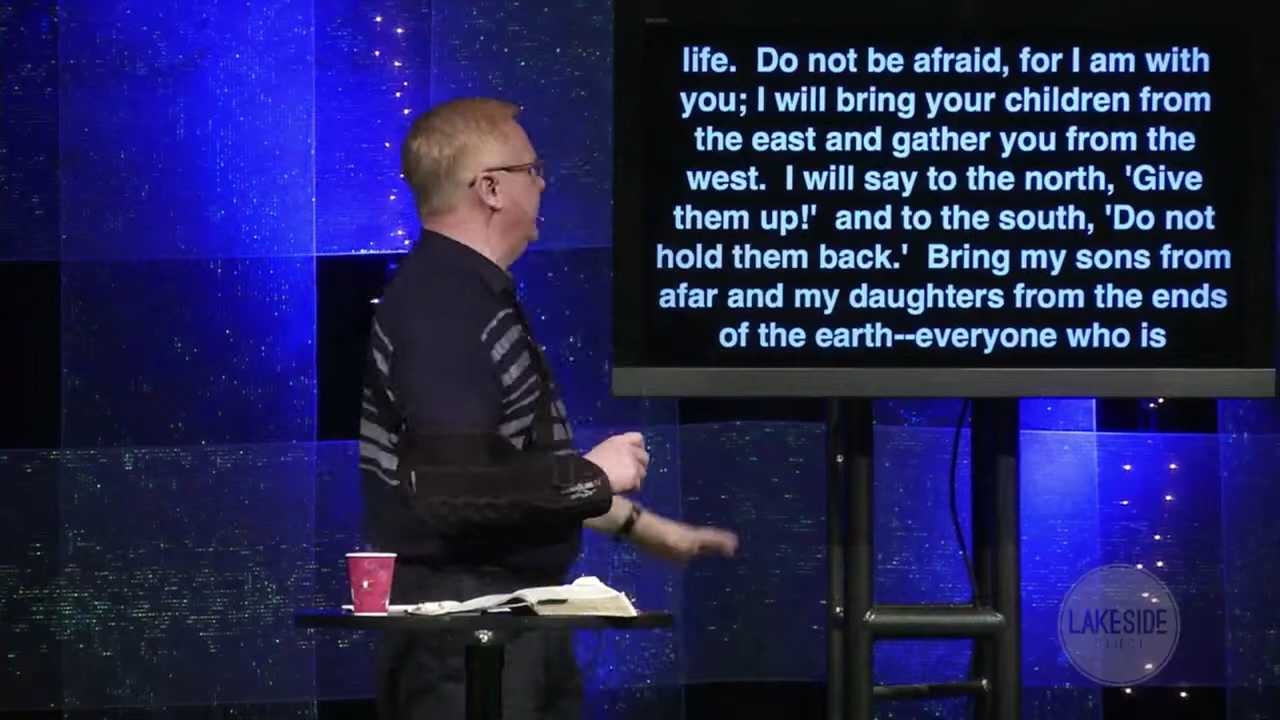 life. Do not be afraid, for I am with
you; I will bring your children from
the east and gather you from the
west. I will say to the north, 'Give
them up!' and to the south, 'Do not
hold them back.' Bring my sons from
afar and my daughters from the ends
of the earth--everyone who is
LAKESIDE